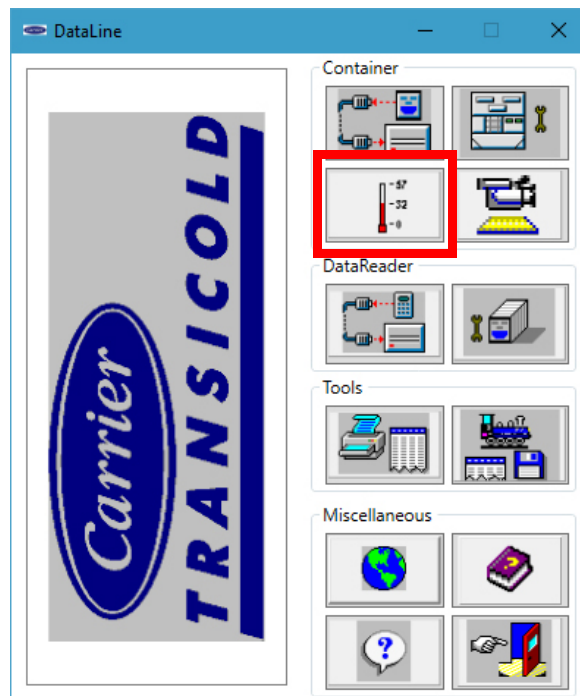 DataLine
Container
-57
-32
-0
DataReader
Tools
Miscellaneous
?
?
Carrier
TRANSICOLD